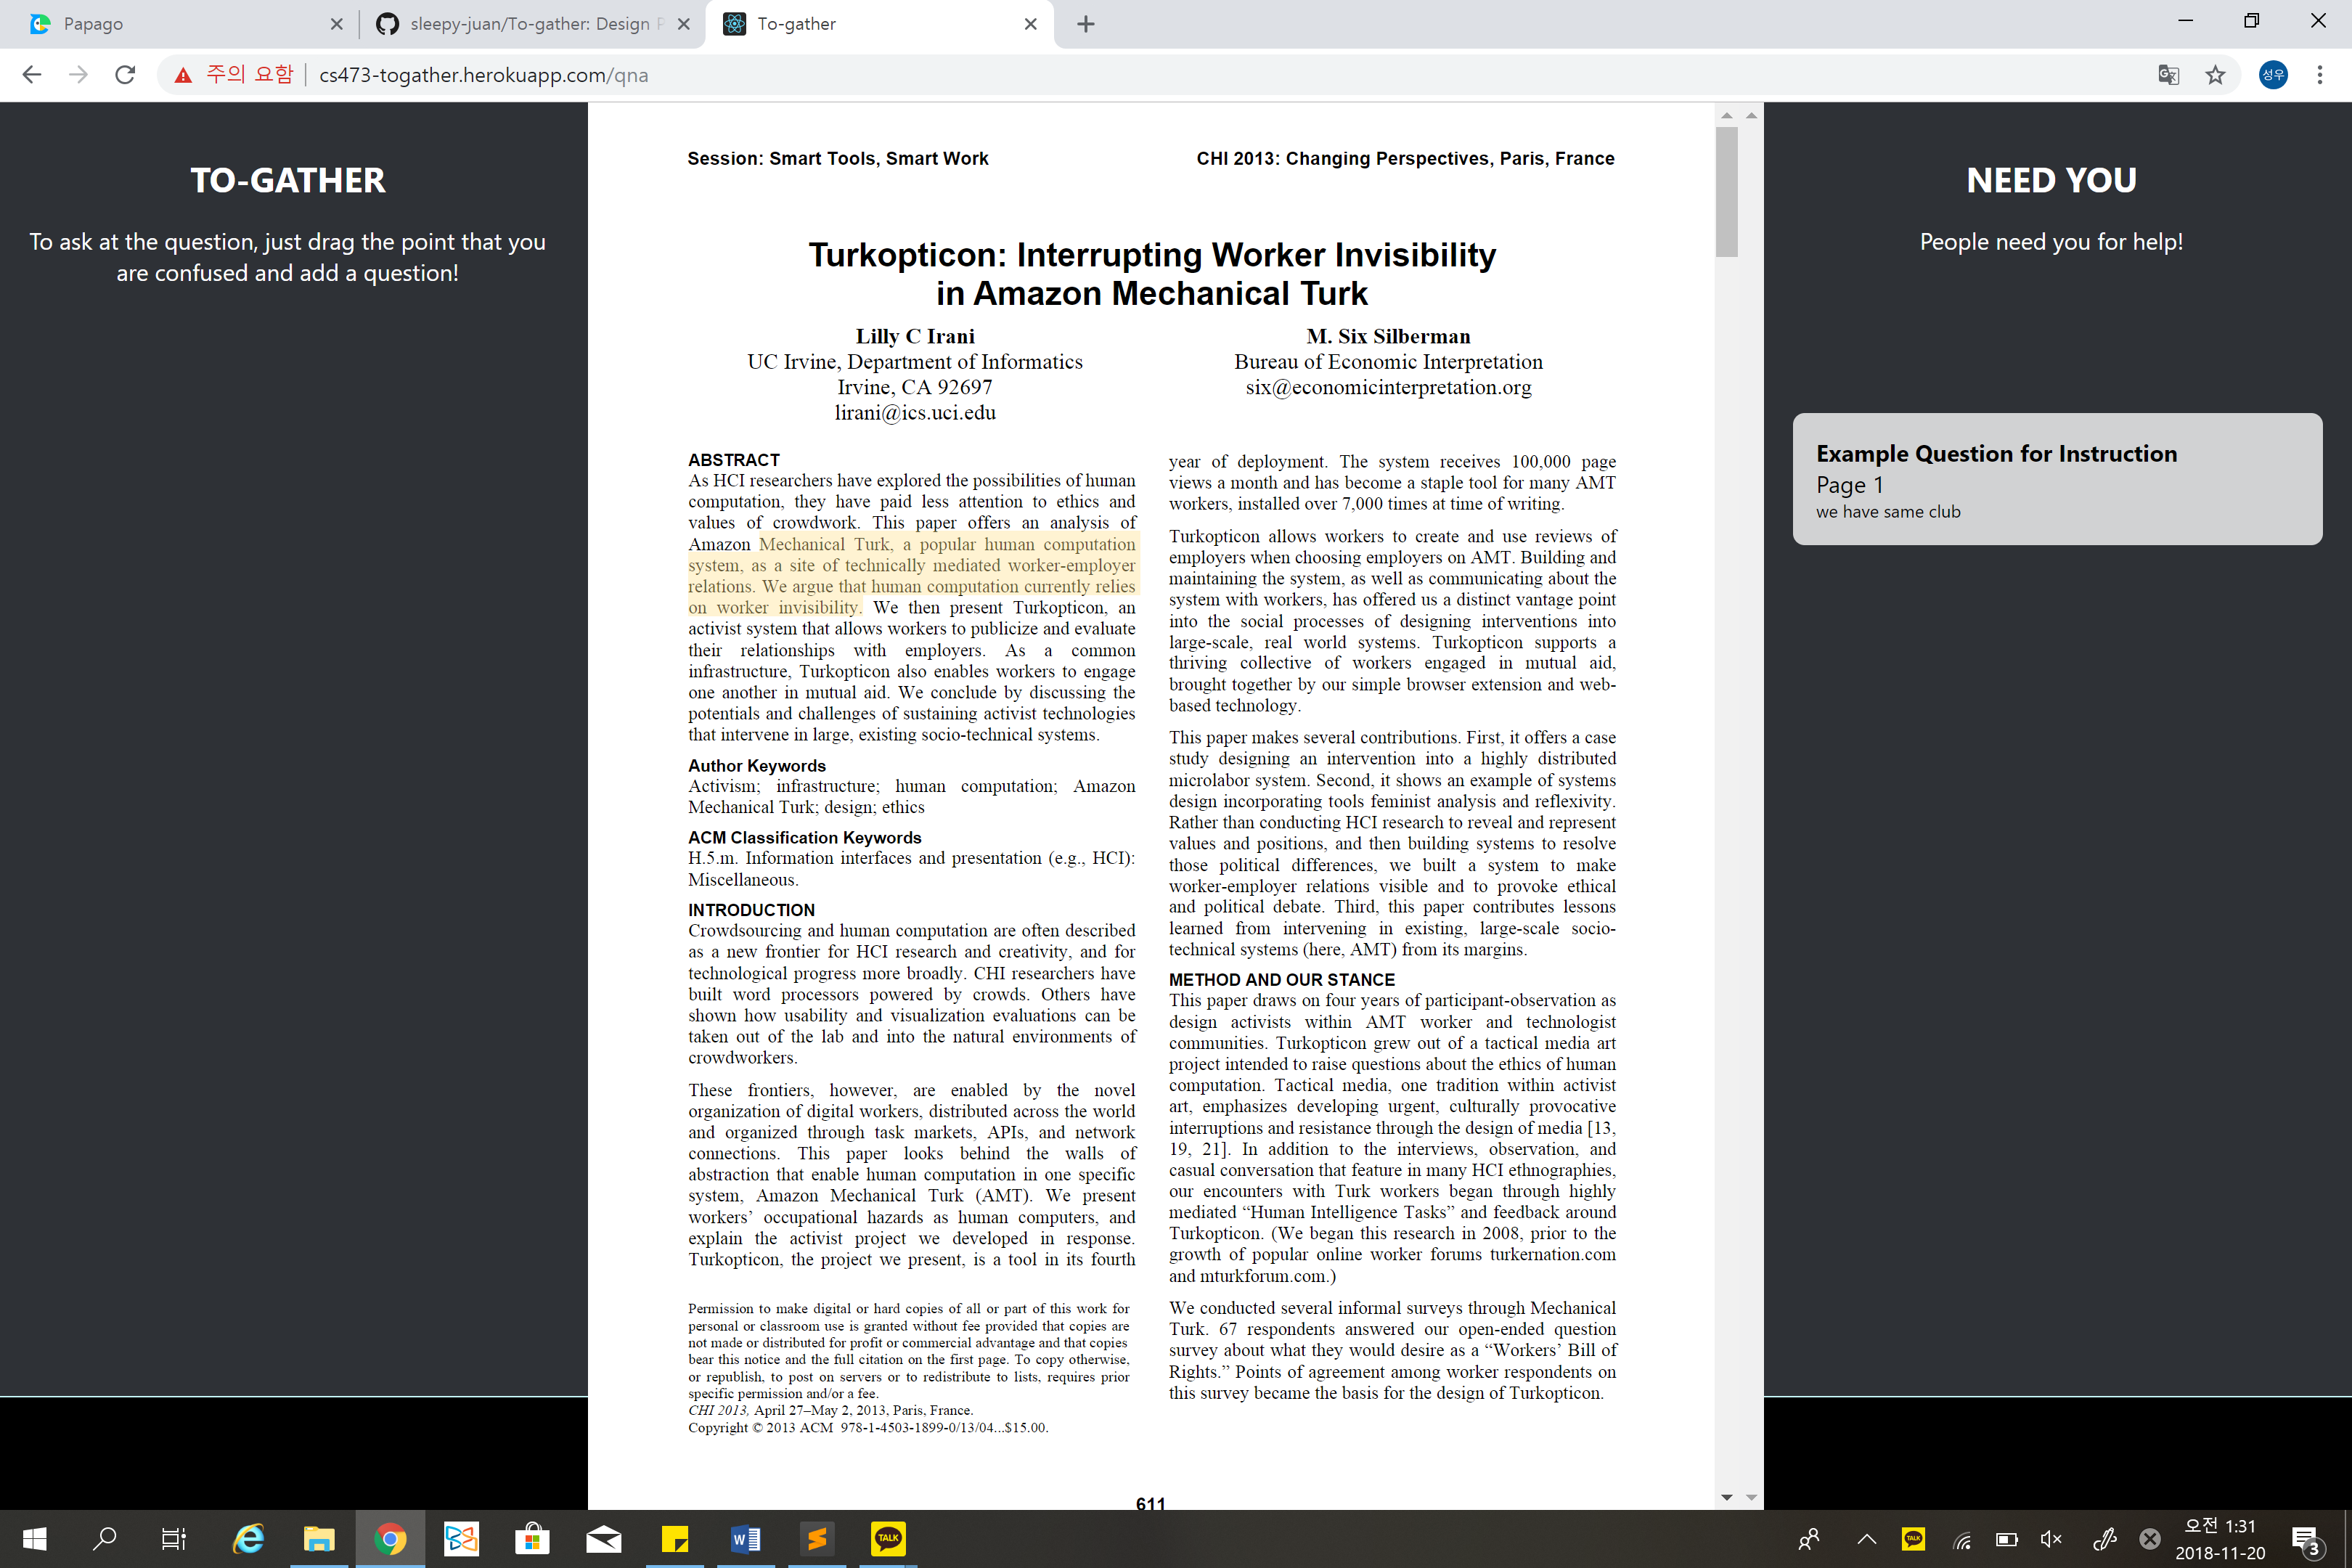 Papago
sleepy-juan/To-gather: Design P
To-gather
주의 요함
cs473-togather.herokuapp.com/qna
성우
TO-GATHER
To ask at the question, just drag the point that you
are confused and add a question!
Session: Smart Tools, Smart Work
CHI 2013: Changing Perspectives, Paris, France
Turkopticon: Interrupting Worker Invisibility
in Amazon Mechanical Turk
Lilly C Irani
UC Irvine, Department of Informatics
Irvine, CA 92697
lirani@ics.uci.edu
M. Six Silberman
Bureau of Economic Interpretation
six@economicinterpretation.org
ABSTRACT
As HCI researchers have explored the possibilities of human
computation, they have paid less attention to ethics and
values of crowdwork. This paper offers an analysis of
Amazon Mechanical Turk, a popular human computation
system, as a site of technically mediated worker-employer
relations. We argue that human computation currently relies
on worker invisibility. We then present Turkopticon, an
activist system that allows workers to publicize and evaluate
their relationships with employers. As a common
infrastructure, Turkopticon also enables workers to engage
one another in mutual aid. We conclude by discussing the
potentials and challenges of sustaining activist technologies
that intervene in large, existing socio-technical systems.
Author Keywords
Activism; infrastructure; human computation; Amazon
Mechanical Turk; design; ethics
ACM Classification Keywords
H.5.m. Information interfaces and presentation (e.g., HCI):
Miscellaneous.
INTRODUCTION
Crowdsourcing and human computation are often described
as a new frontier for HCI research and creativity, and for
technological progress more broadly. CHI researchers have
built word processors powered by crowds. Others have
shown how usability and visualization evaluations can be
taken out of the lab and into the natural environments of
crowdworkers.
These frontiers, however, are enabled by the novel
organization of digital workers, distributed across the world
and organized through task markets, APIs, and network
connections. This paper looks behind the walls of
abstraction that enable human computation in one specific
system, Amazon Mechanical Turk (AMT). We present
workers’ occupational hazards as human computers, and
explain the activist project we developed in response.
Turkopticon, the project we present, is a tool in its fourth
Permission to make digital or hard copies of all or part of this work for
personal or classroom use is granted without fee provided that copies are
not made or distributed for profit or commercial advantage and that copies
bear this notice and the full citation on the first page. To copy otherwise,
or republish, to post on servers or to redistribute to lists, requires prior
specific permission and/or a fee.
CHI 2013, April 27–May 2, 2013, Paris, France.
Copyright © 2013 ACM 978-1-4503-1899-0/13/04...$15.00.
year of deployment. The system receives 100,000 page
views a month and has become a staple tool for many AMT
workers, installed over 7,000 times at time of writing.
Turkopticon allows workers to create and use reviews of
employers when choosing employers on AMT. Building and
maintaining the system, as well as communicating about the
system with workers, has offered us a distinct vantage point
into the social processes of designing interventions into
large-scale, real world systems. Turkopticon supports a
thriving collective of workers engaged in mutual aid,
brought together by our simple browser extension and web-
based technology.
This paper makes several contributions. First, it offers a case
study designing an intervention into a highly distributed
microlabor system. Second, it shows an example of systems
design incorporating tools feminist analysis and reflexivity.
Rather than conducting HCI research to reveal and represent
values and positions, and then building systems to resolve
those political differences, we built a system to make
worker-employer relations visible and to provoke ethical
and political debate. Third, this paper contributes lessons
learned from intervening in existing, large-scale socio-
technical systems (here, AMT) from its margins.
METHOD AND OUR STANCE
This paper draws on four years of participant-observation as
design activists within AMT worker and technologist
communities. Turkopticon grew out of a tactical media art
project intended to raise questions about the ethics of human
computation. Tactical media, one tradition within activist
art, emphasizes developing urgent, culturally provocative
interruptions and resistance through the design of media [13,
19, 21]. In addition to the interviews, observation, and
casual conversation that feature in many HCI ethnographies,
our encounters with Turk workers began through highly
mediated “Human Intelligence Tasks” and feedback around
Turkopticon. (We began this research in 2008, prior to the
growth of popular online worker forums turkernation.com
and mturkforum.com.)
We conducted several informal surveys through Mechanical
Turk. 67 respondents answered our open-ended question
survey about what they would desire as a “Workers’ Bill of
Rights.” Points of agreement among worker respondents on
this survey became the basis for the design of Turkopticon.
611
NEED YOU
People need you for help!
Example Question for Instruction
Page 1
we have same club
TALK
TALK
오전 1:31
2018-11-20
3